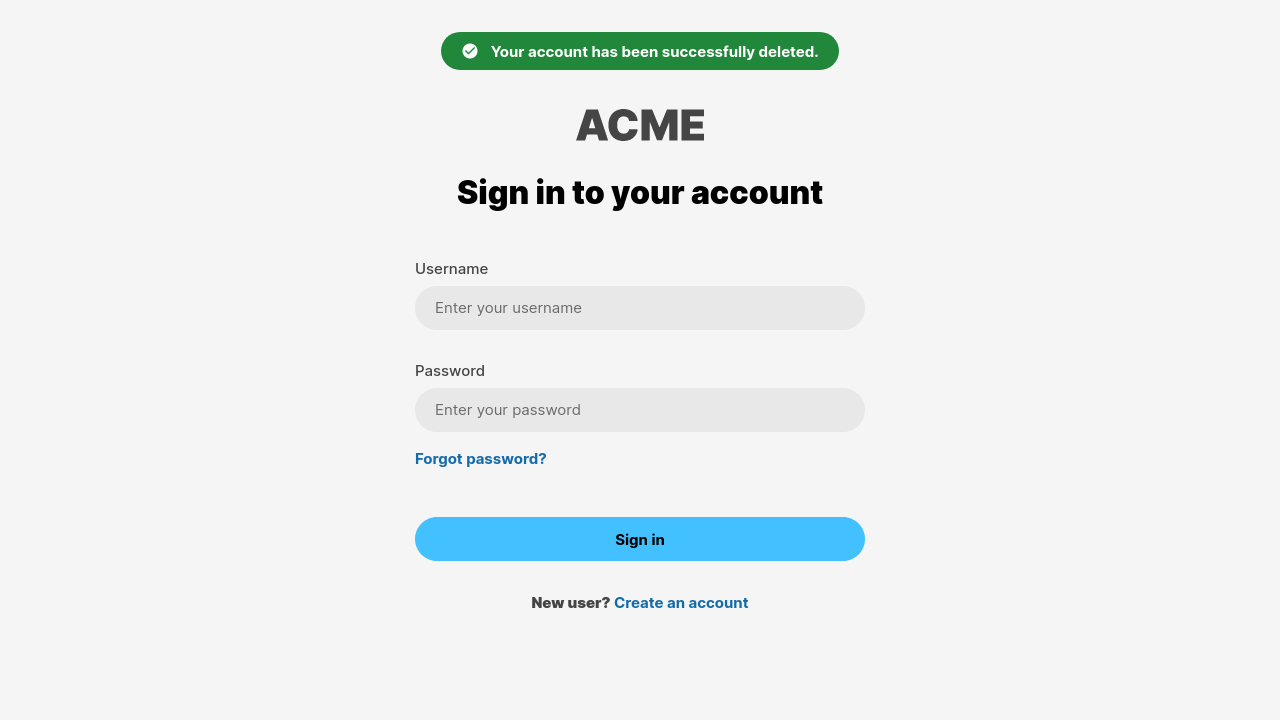 Your account has been successfully deleted.
ACME
Sign in to your account
Username
Enter your username
Password
Enter your password
Forgot password?
Sign in
New user? Create an account